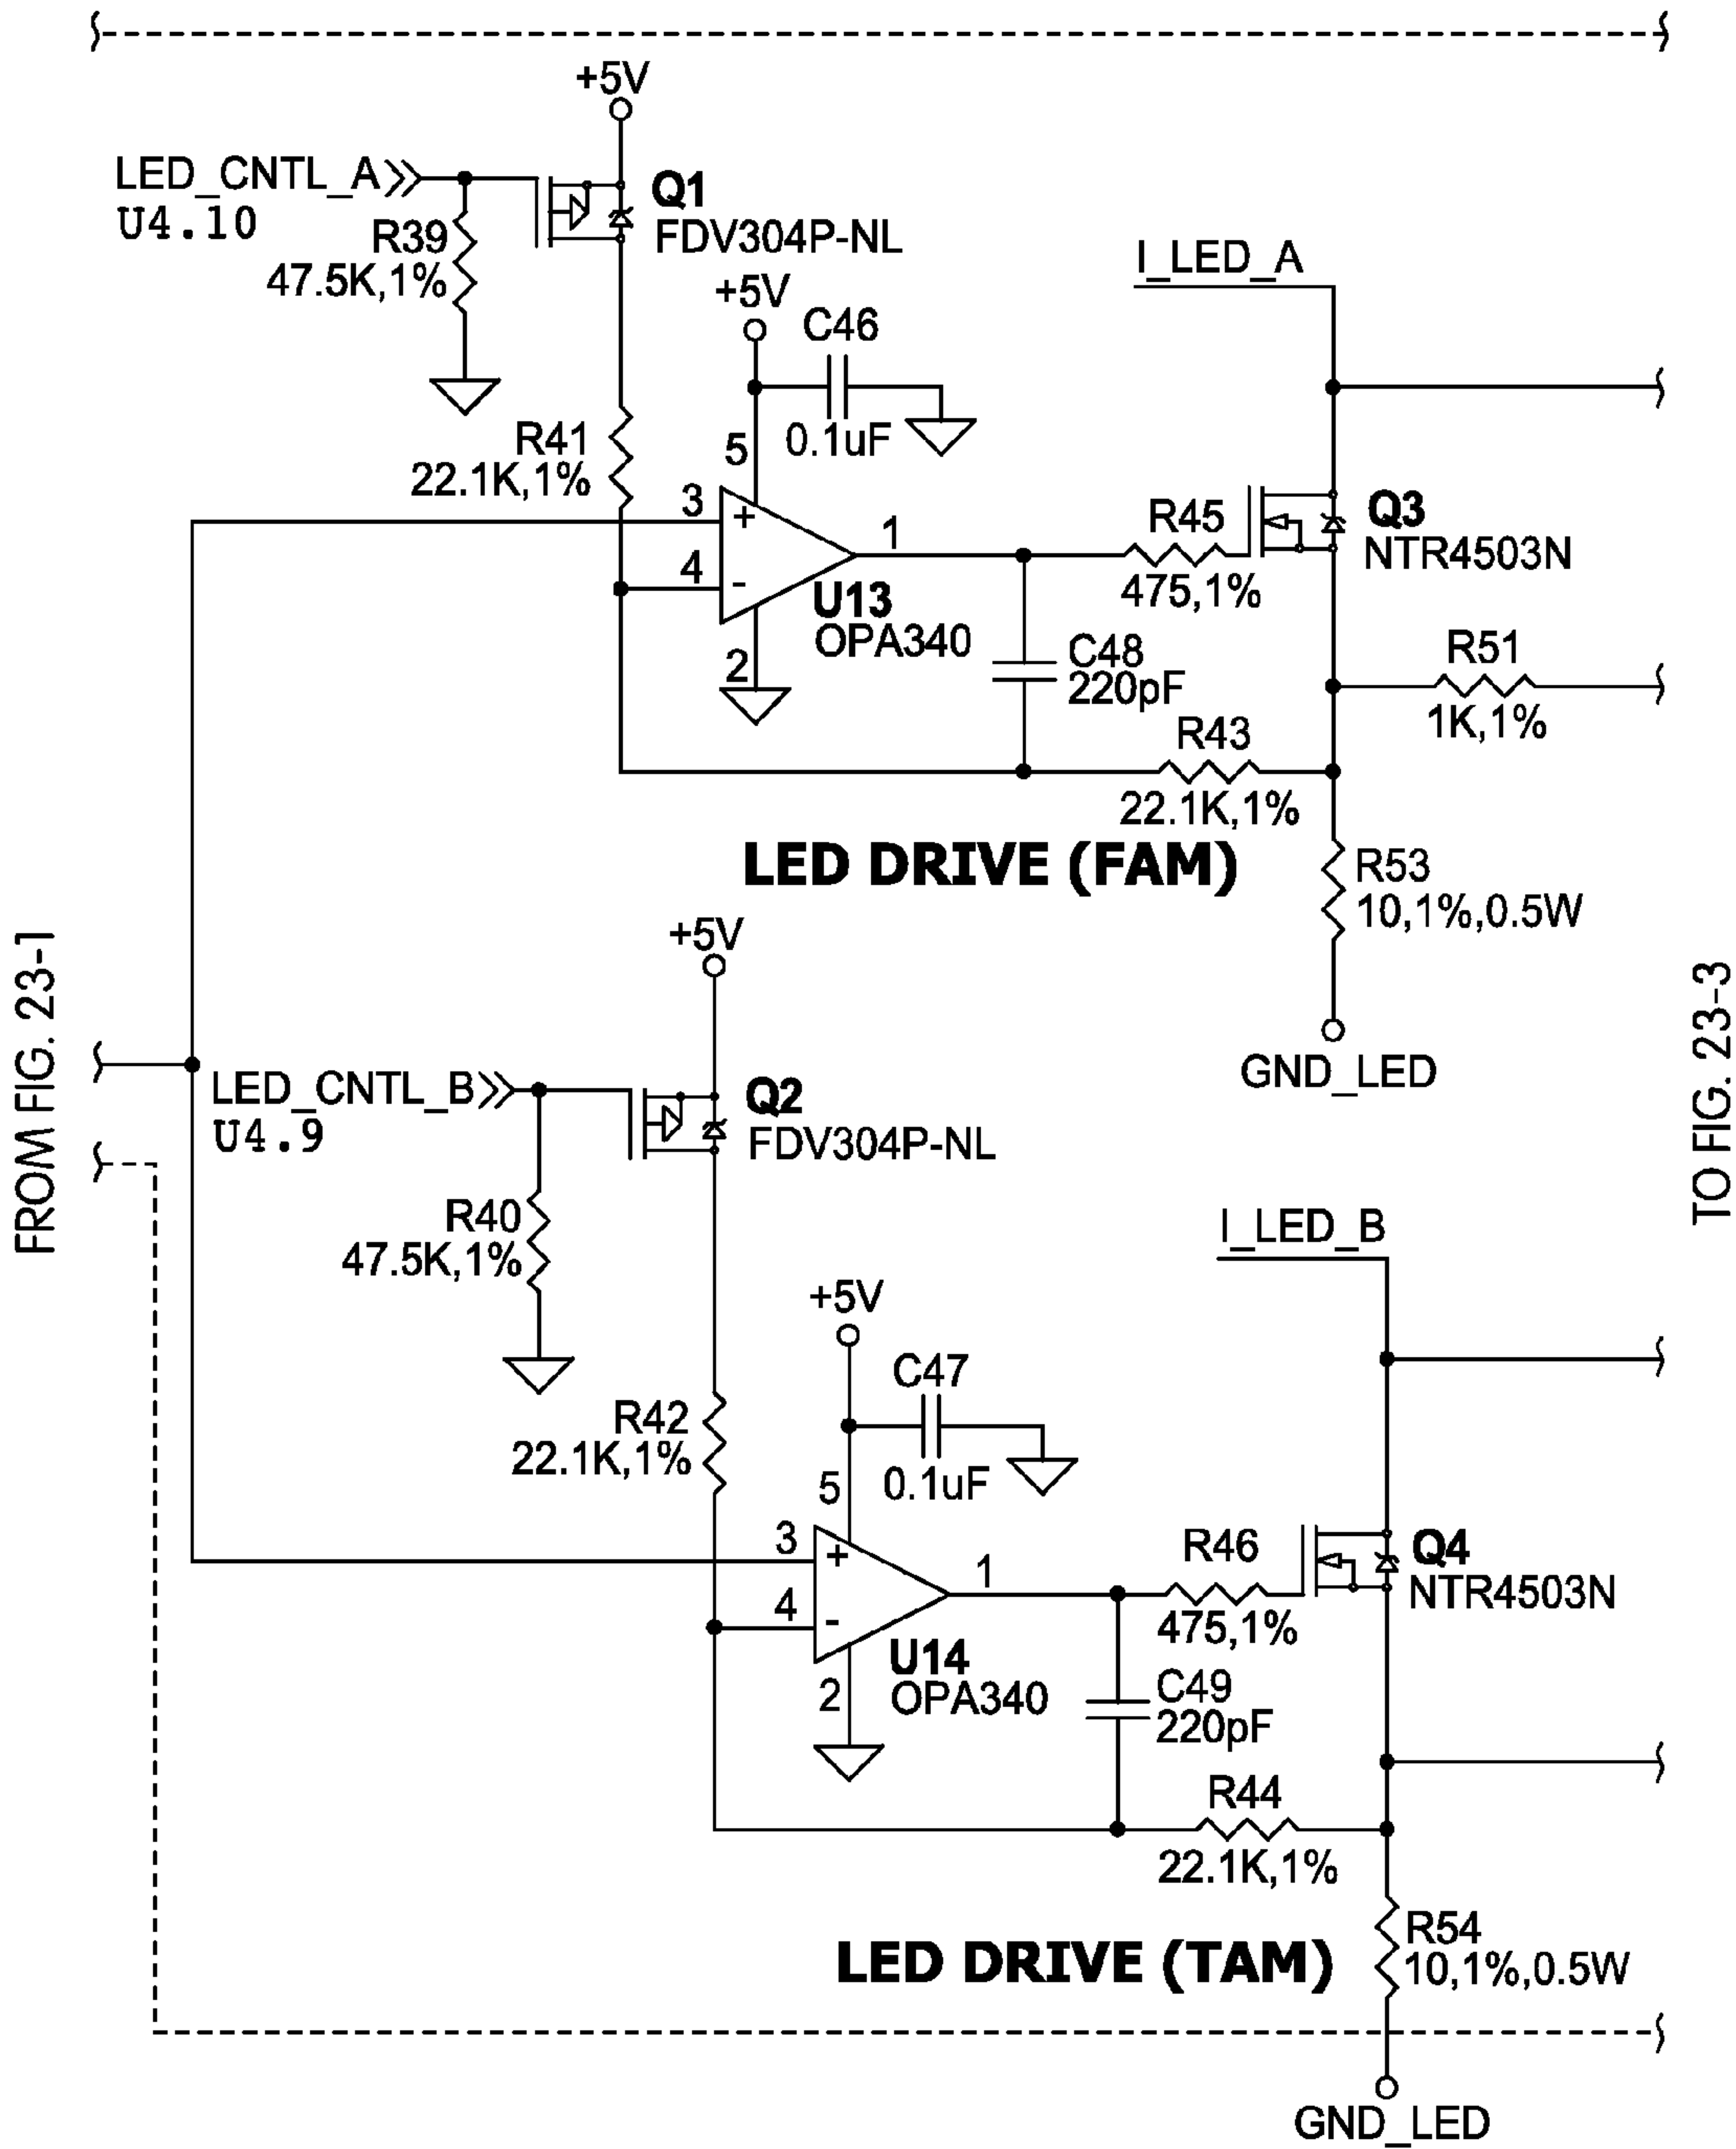 +5V
LED_CNTL_A
U4.10
Q1
FDV304P-NL
R39
47.5K,1%
I_LED_A
+5V
C46
0.1uF
R41
22.1K,1%
5
3
+
4
-
1
2
U13
OPA340
R45
475,1%
Q3
NTR4503N
C48
220pF
R51
1K,1%
R43
22.1K,1%
LED DRIVE (FAM)
R53
10,1%,0.5W
GND_LED
FROM FIG. 23-1
TO FIG. 23-3
+5V
LED_CNTL_B
U4.9
Q2
FDV304P-NL
R40
47.5K,1%
I_LED_B
+5V
C47
0.1uF
R42
22.1K,1%
5
3
+
4
-
1
2
U14
OPA340
R46
475,1%
Q4
NTR4503N
C49
220pF
R44
22.1K,1%
LED DRIVE (TAM)
R54
10,1%,0.5W
GND_LED